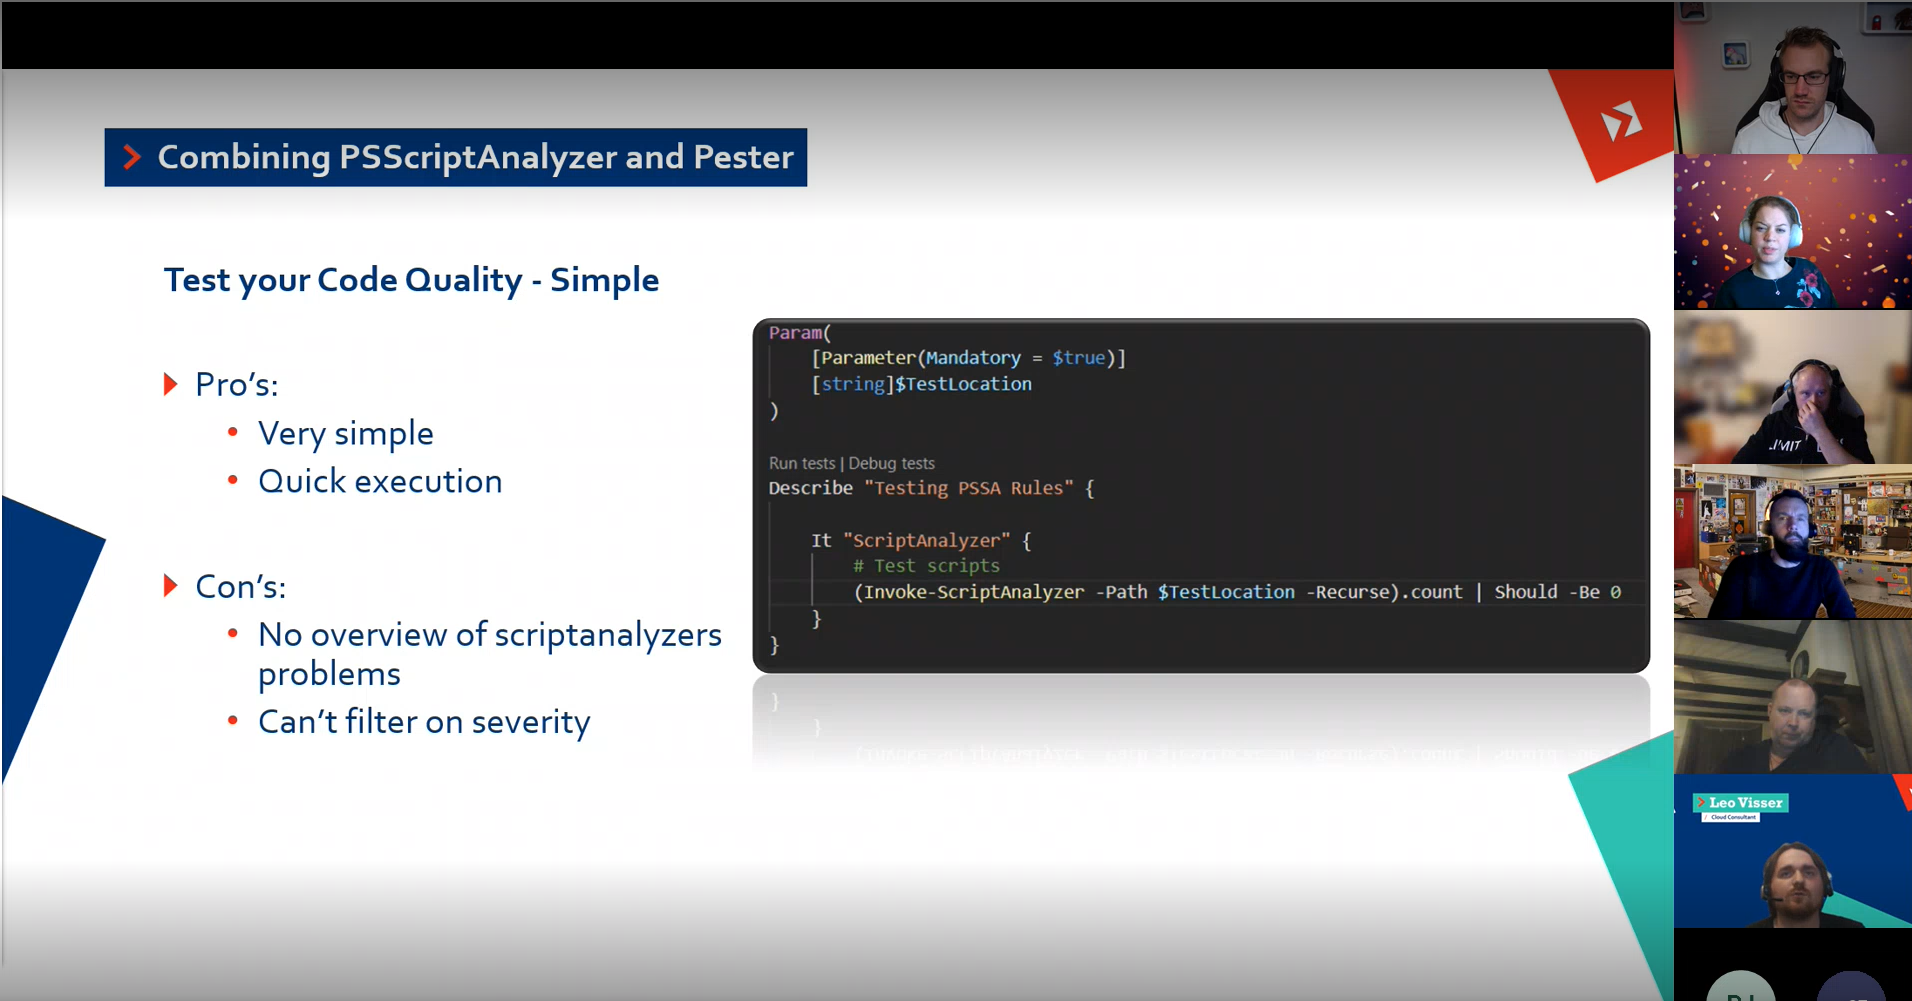 Combining PSScriptAnalyzer and Pester
Test your Code Quality - Simple
Pro's:
Very simple
Quick execution
Con's:
No overview of scriptanalyzers
problems
Can't filter on severity
Param(
[Parameter(Mandatory = $true)]
[string]$TestLocation
)
Run tests | Debug tests
Describe "Testing PSSA Rules" {
It "ScriptAnalyzer" {
# Test scripts
(Invoke-ScriptAnalyzer -Path $TestLocation -Recurse).count | Should -Be 0
}
}
LIMIT
Leo Visser
Cloud Consultant